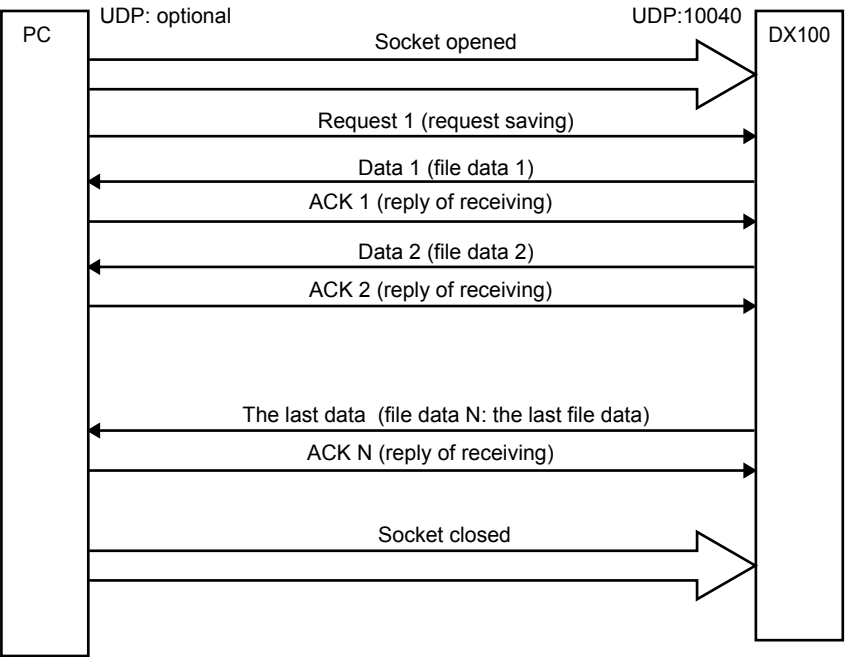 UDP: optional
UDP:10040
PC
DX100
Socket opened
Request 1 (request saving)
Data 1 (file data 1)
ACK 1 (reply of receiving)
Data 2 (file data 2)
ACK 2 (reply of receiving)
The last data  (file data N: the last file data)
ACK N (reply of receiving)
Socket closed